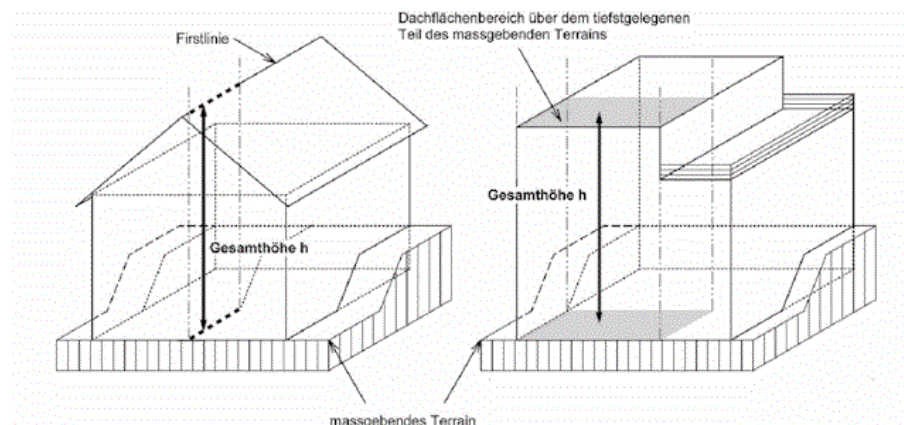 Dachflächenbereich über dem tiefstgelegenen
Teil des massgebenden Terrains
Firstlinie
Gesamthöhe h
Gesamthöhe h
massgebendes Terrain